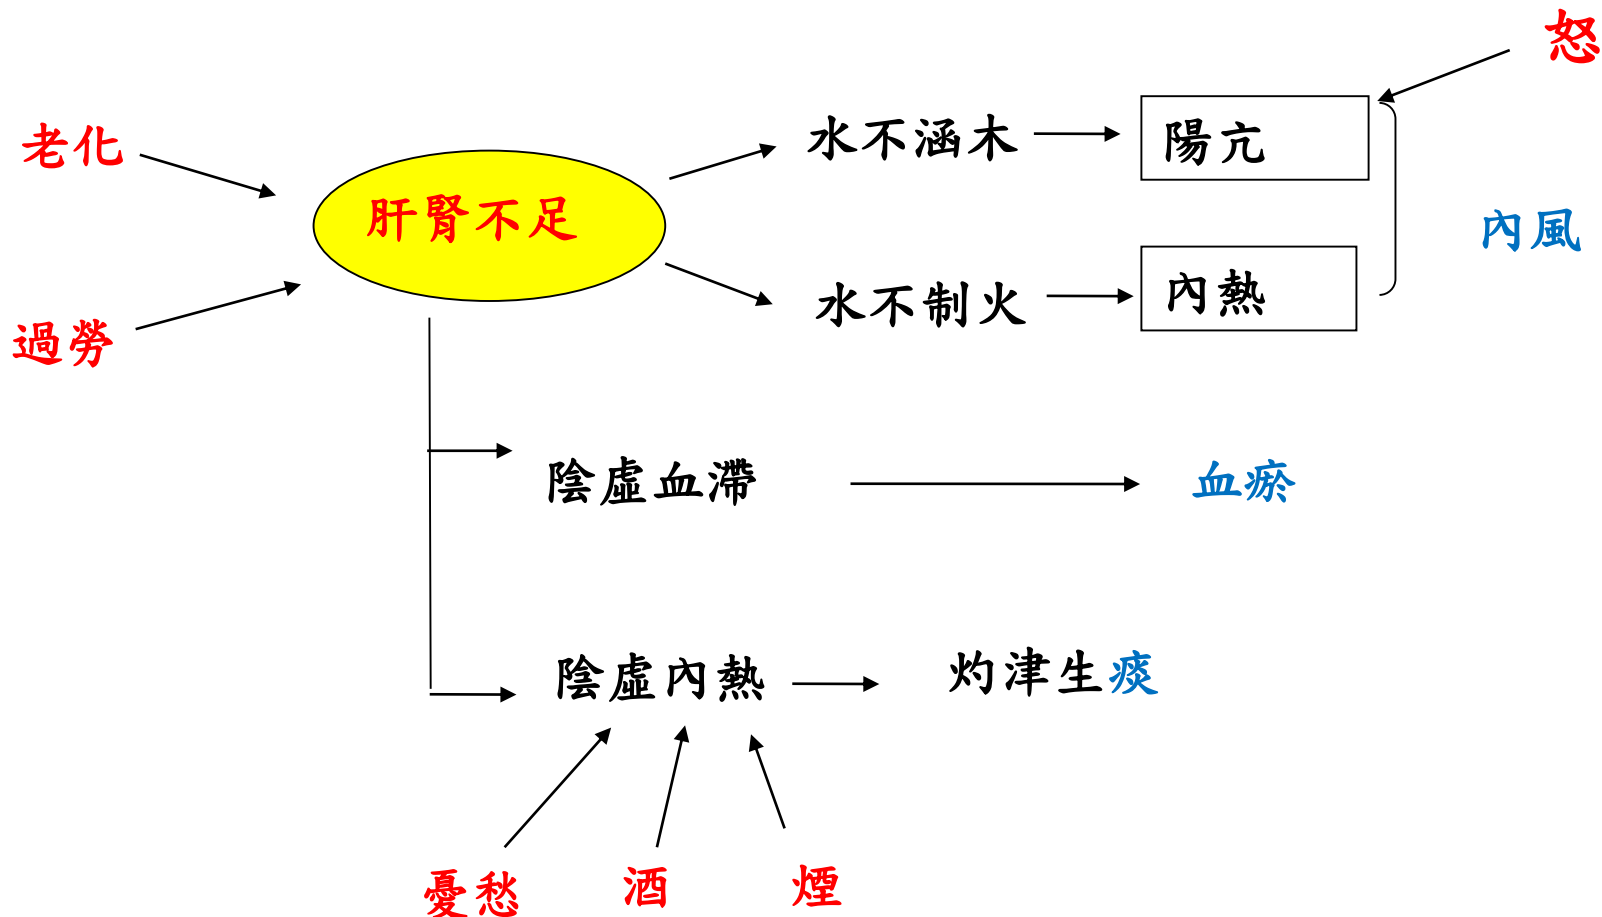 怒
老化
水不涵木
陽亢
肝腎不足
內風
水不制火
內熱
過勞
陰虛血滯
血瘀
陰虛內熱
灼津生痰
憂愁
酒
煙